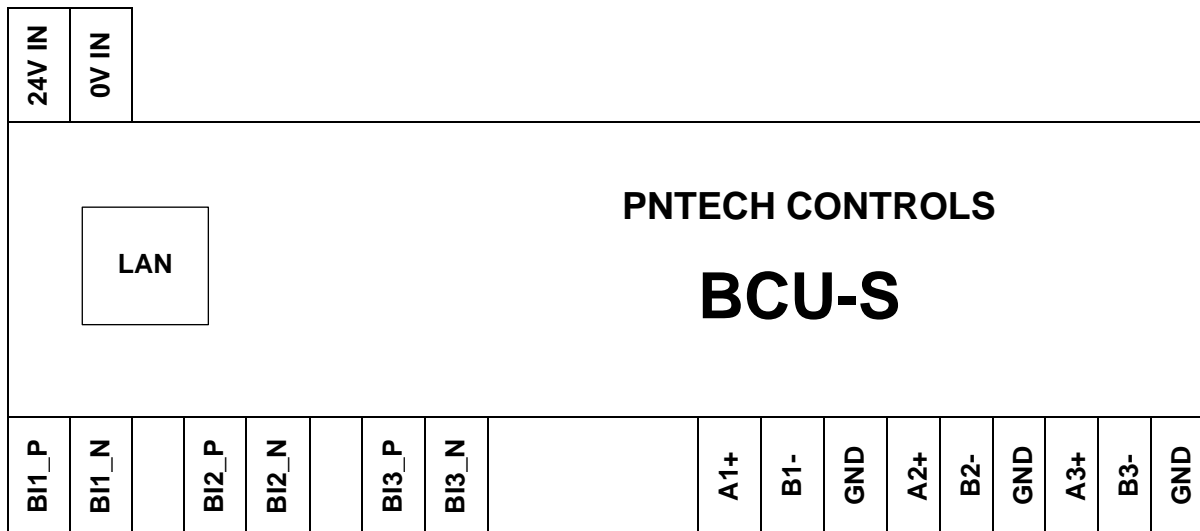 24V IN
0V IN
PNTECH CONTROLS
LAN
BCU-S
BI1_P
BI1_N
BI2_P
BI2_N
BI3_P
BI3_N
A1+
B1-
GND
A2+
B2-
GND
A3+
B3-
GND